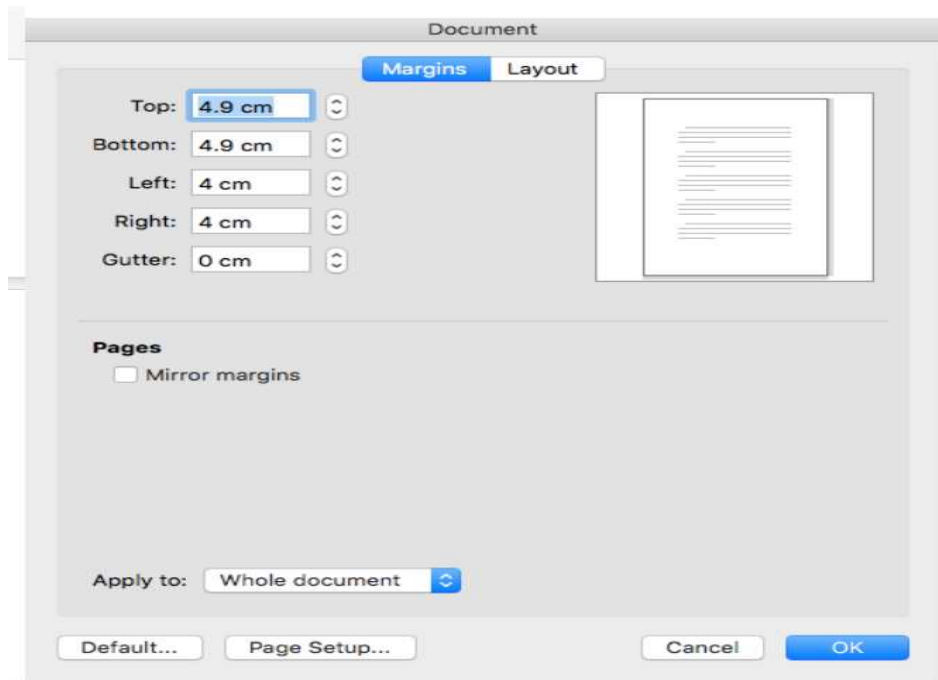 Document
Margins Layout
Top: 4.9 cm
Bottom: 4.9 cm
Left: 4 cm
Right: 4 cm
Gutter: 0 cm
Pages
Mirror margins
Apply to: Whole document
Default... Page Setup... Cancel OK